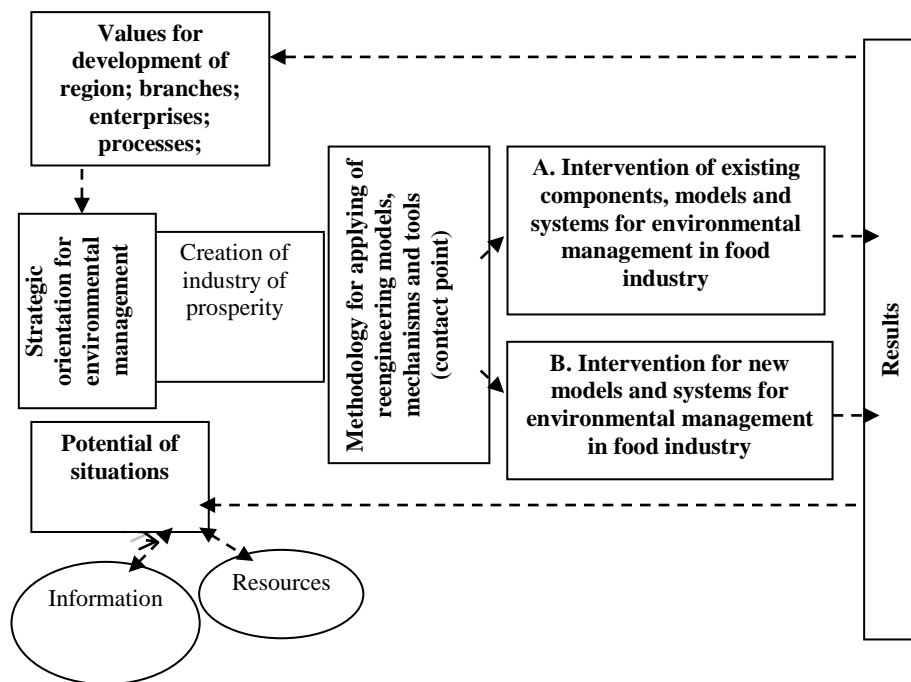 Values for
development of
region; branches;
enterprises;
processes;
Strategic
orientation for
environmental
management
Creation of
industry of
prosperity
Methodology for applying of
reengineering models,
mechanisms and tools
(contact point)
A. Intervention of existing
components, models and
systems for environmental
management in food
industry
B. Intervention for new
models and systems for
environmental management
in food industry
Results
Potential of
situations
Information
Resources